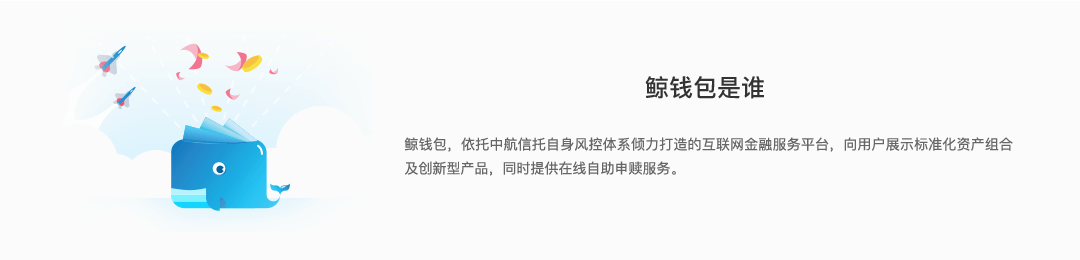 鲸钱包是谁
鲸钱包，依托中航信托自身风控体系倾力打造的互联网金融服务平台，向用户展示标准化资产组合
及创新型产品，同时提供在线自助申赎服务。